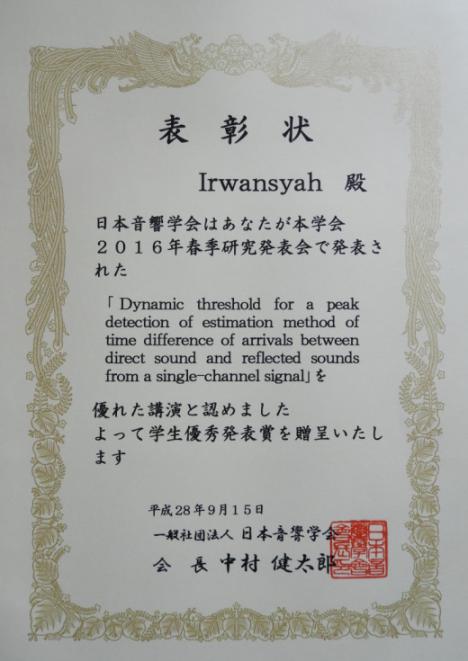 表彰状
Irwansyah 殿
日本音響学会はあなたが本学会
２０１６年春季研究発表会で発表さ
れた
「Dynamic threshold for a peak
detection of estimation method of
time difference of arrivals between
direct sound and reflected sounds
from a single-channel signal」を
優れた講演と認めました
よって学生優秀発表賞を贈呈いたし
ます
平成28年９月１５日
一般社団法人 日本音響学会
会 長 中村 健太郎